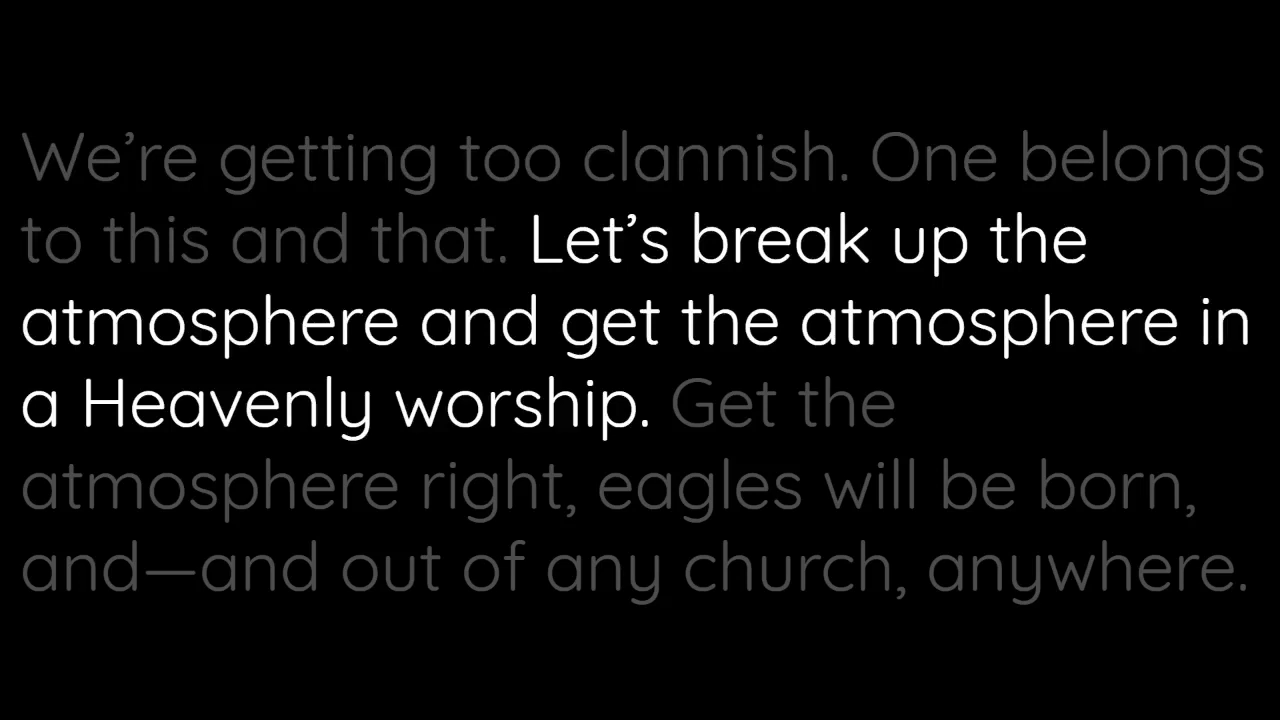 We’re getting too clannish. One belongs
to this and that. Let’s break up the
atmosphere and get the atmosphere in
a Heavenly worship. Get the
atmosphere right, eagles will be born,
and—and out of any church, anywhere.